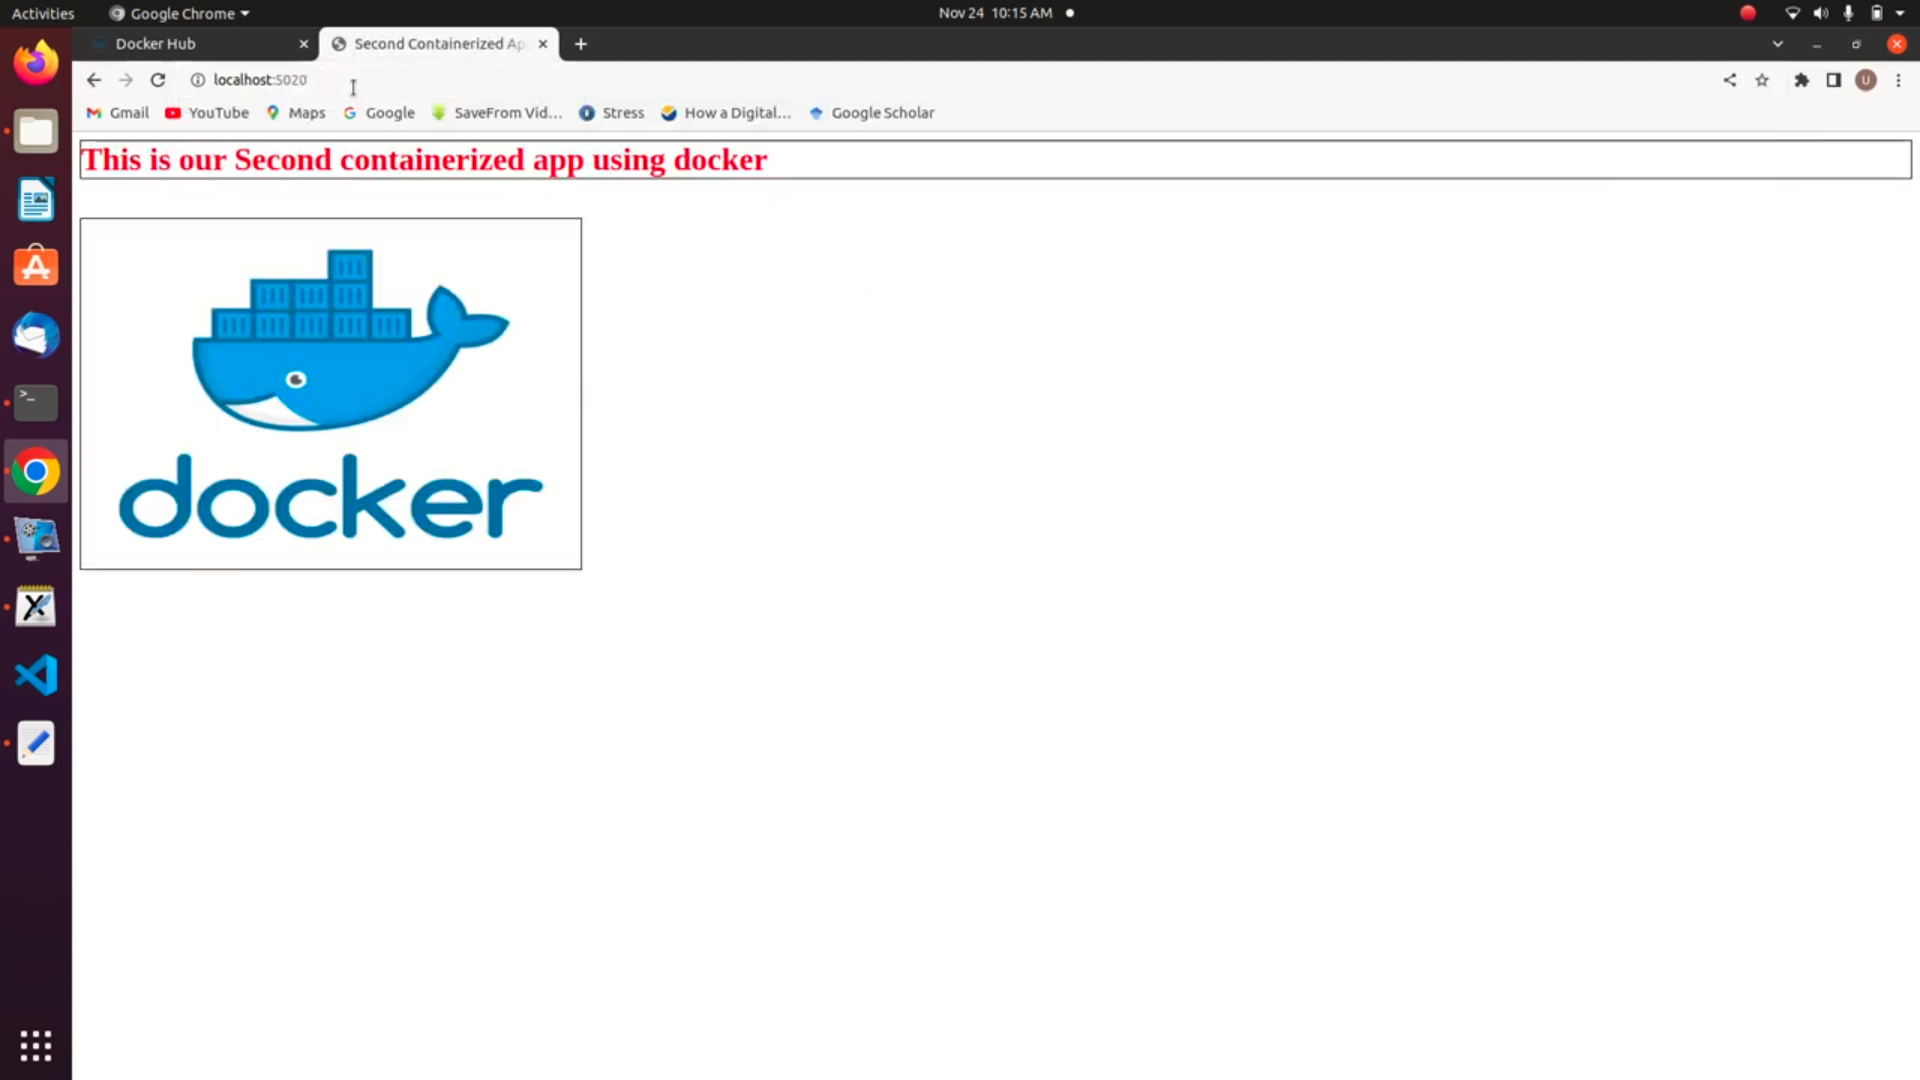 Activities
Google Chrome
Nov 24 10:15 AM
Docker Hub
Second Containerized Ap
localhost:5020
U
Gmail
YouTube
Maps
Google
SaveFrom Vid...
Stress
How a Digital...
Google Scholar
This is our Second containerized app using docker
docker